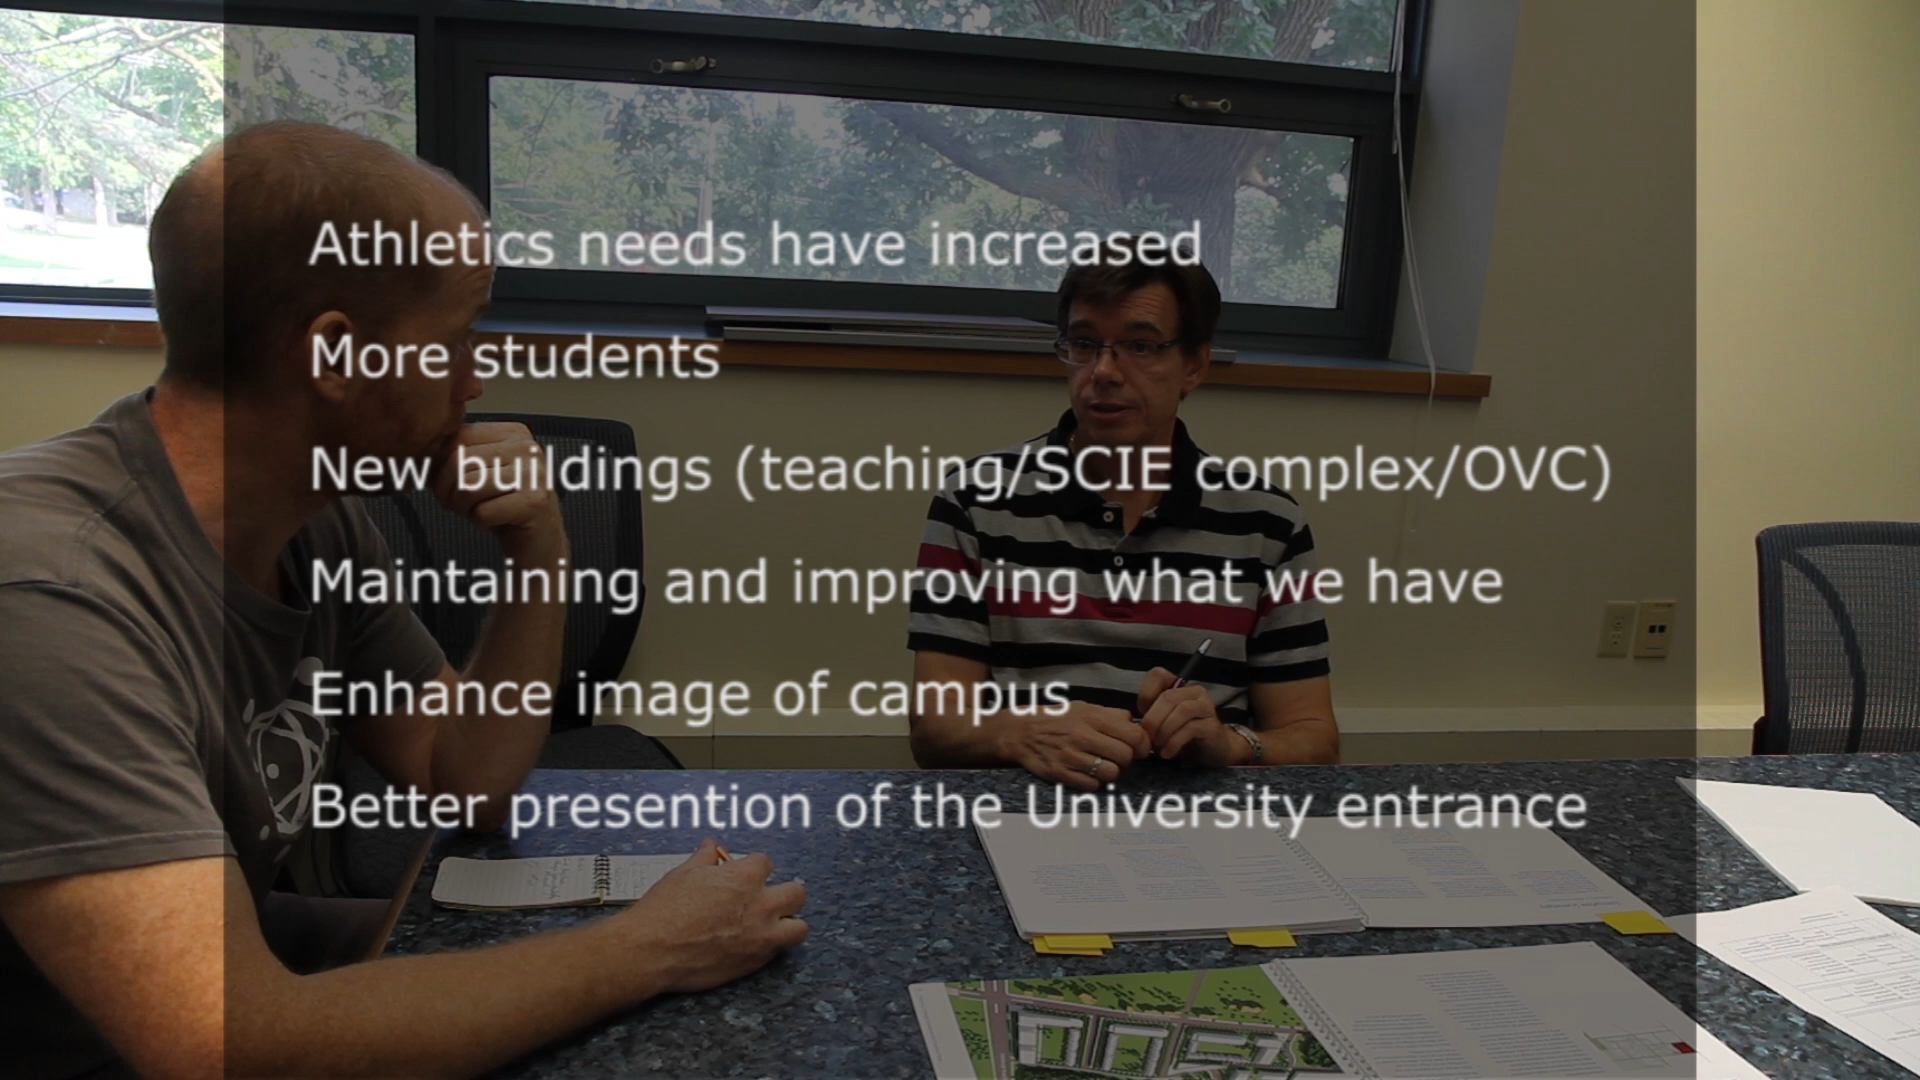 Athletics needs have increased
More students
New buildings (teaching/SCIE complex/OVC)
Maintaining and improving what we have
Enhance image of campus
Better presention of the University entrance